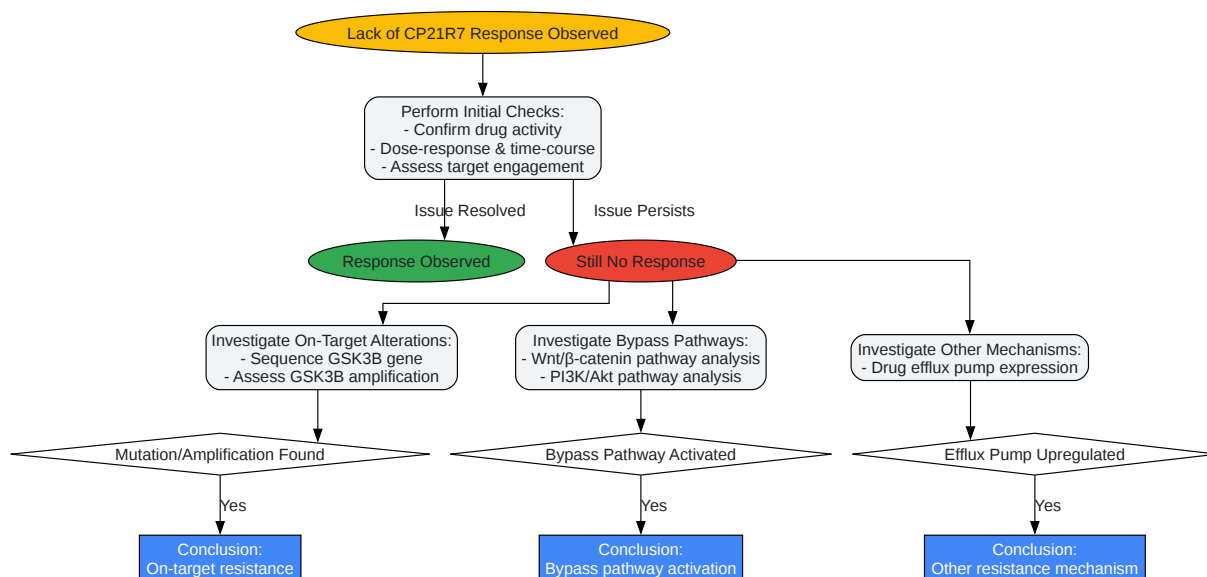 Lack of CP21R7 Response Observed
Perform Initial Checks:
- Confirm drug activity
- Dose-response & time-course
- Assess target engagement
Issue Resolved
Issue Persists
Response Observed
Still No Response
Investigate On-Target Alterations:
- Sequence GSK3B gene
- Assess GSK3B amplification
Investigate Bypass Pathways:
- Wnt/β-catenin pathway analysis
- PI3K/Akt pathway analysis
Investigate Other Mechanisms:
- Drug efflux pump expression
Mutation/Amplification Found
Bypass Pathway Activated
Efflux Pump Upregulated
Yes
Yes
Yes
Conclusion:
On-target resistance
Conclusion:
Bypass pathway activation
Conclusion:
Other resistance mechanism